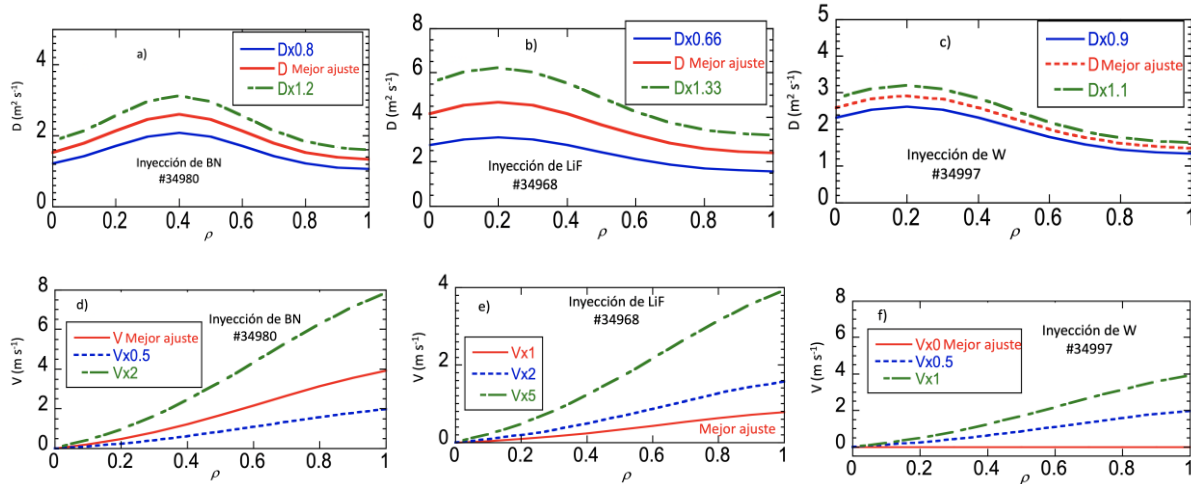 a)
Dx0.8
D Mejor ajuste
Dx1.2
Inyección de BN
#34980
D (m² s⁻¹)
4
2
0
0 0.2 0.4 0.6 0.8 1
ρ
b)
Dx0.66
D Mejor ajuste
Dx1.33
Inyección de LiF
#34968
D (m² s⁻¹)
8
6
4
2
0
0 0.2 0.4 0.6 0.8 1
ρ
c)
Dx0.9
D Mejor ajuste
Dx1.1
Inyección de W
#34997
D (m² s⁻¹)
5
4
3
2
1
0
0 0.2 0.4 0.6 0.8 1
ρ
d)
Inyección de BN
#34980
V Mejor ajuste
Vx0.5
Vx2
V (m s⁻¹)
8
6
4
2
0
0 0.2 0.4 0.6 0.8 1
ρ
e)
Inyección de LiF
#34968
Vx1
Vx2
Vx5
Mejor ajuste
V (m s⁻¹)
4
2
0
0 0.2 0.4 0.6 0.8 1
ρ
f)
Inyección de W
#34997
Vx0 Mejor ajuste
Vx0.5
Vx1
V (m s⁻¹)
8
6
4
2
0
0 0.2 0.4 0.6 0.8 1
ρ